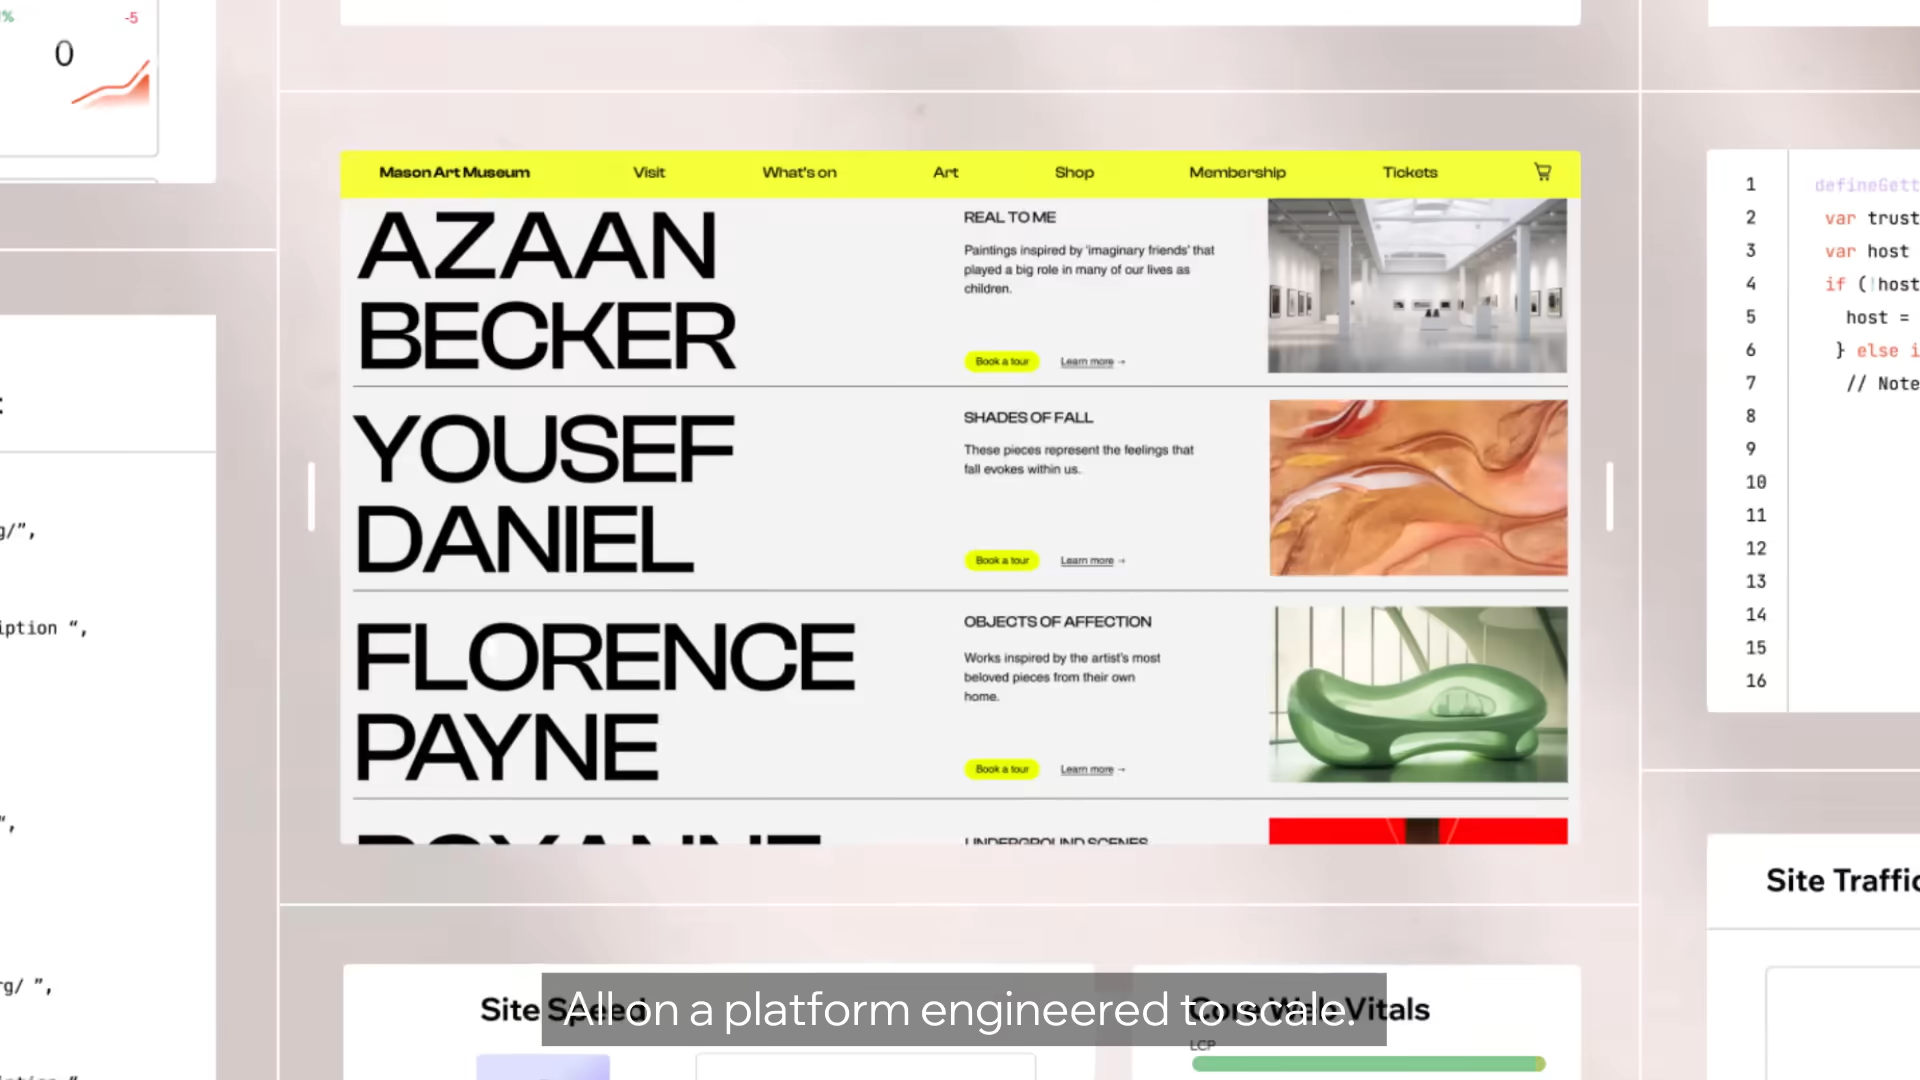 %
-5
0
Mason Art Museum Visit What's on Art Shop Membership Tickets
AZAAN
BECKER
REAL TO ME
Paintings inspired by 'imaginary friends' that
played a big role in many of our lives as
children.
Book a tour Learn more →
YOUSEF
DANIEL
SHADES OF FALL
These pieces represent the feelings that
fall evokes within us.
Book a tour Learn more →
FLORENCE
PAYNE
OBJECTS OF AFFECTION
Works inspired by the artist's most
beloved pieces from their own
home.
Book a tour Learn more →
ROXANNE
UNDERGROUND SCENES
g/”,
iption “,
“,
rg/ ”,
1 defineGett
2 var trust
3 var host
4 if (!host
5 host =
6 } else i
7 // Note
8
9
10
11
12
13
14
15
16
Site Traffic
Site Speed
Core Web Vitals
LCP
All on a platform engineered to scale.